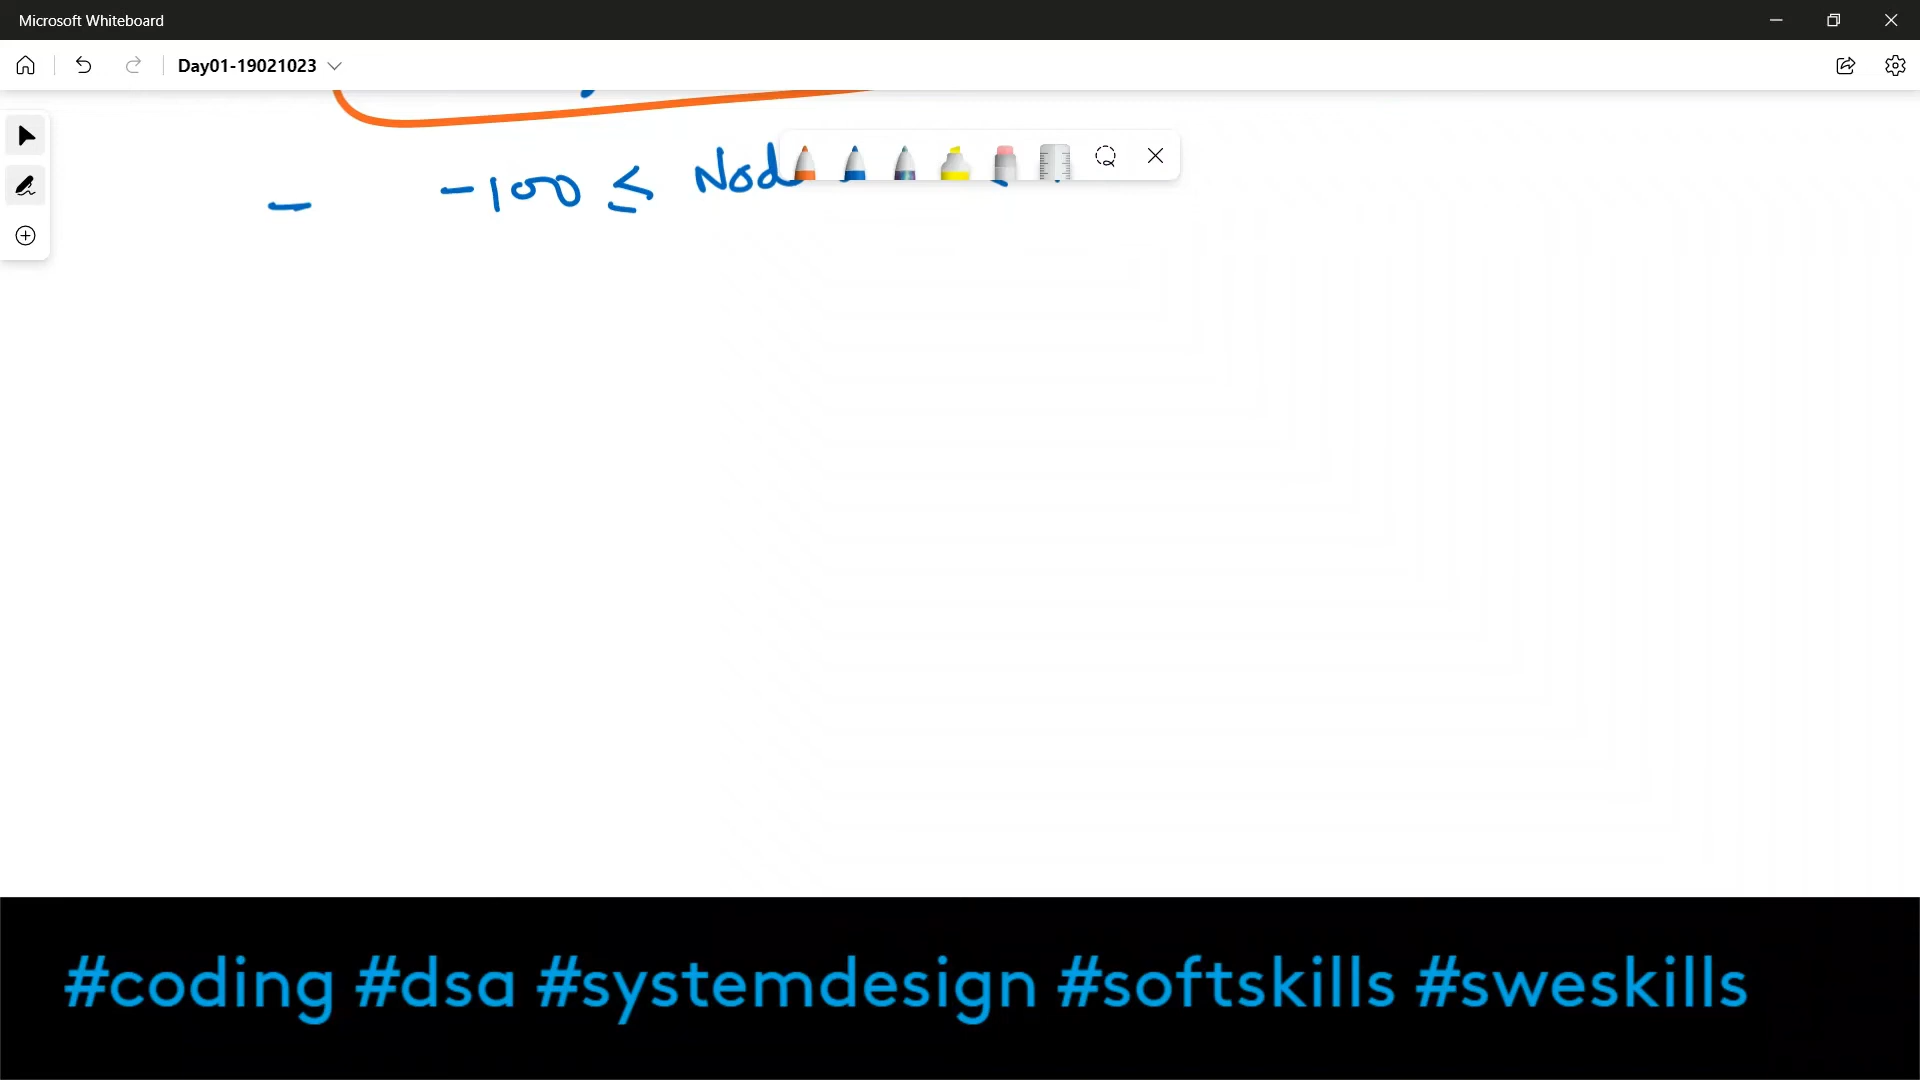 Microsoft Whiteboard
Day01-19021023
- -100 ≤ Nod
#coding #dsa #systemdesign #softskills #sweskills